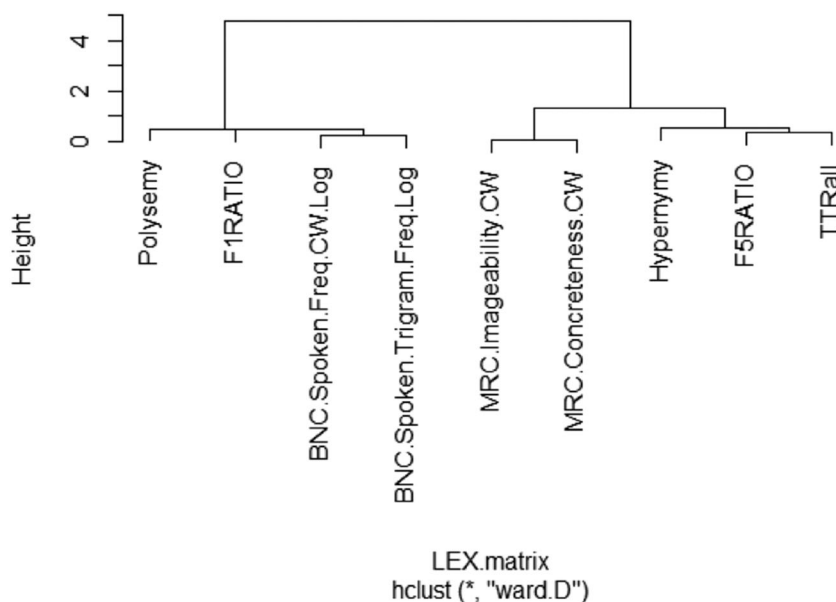 Height
0
2
4
Polysemy
F1RATIO
BNC.Spoken.Freq.CW.Log
BNC.Spoken.Trigram.Freq.Log
MRC.Imageability.CW
MRC.Concreteness.CW
Hypernymy
F5RATIO
TTRall
LEX.matrix
hclust (*, "ward.D")